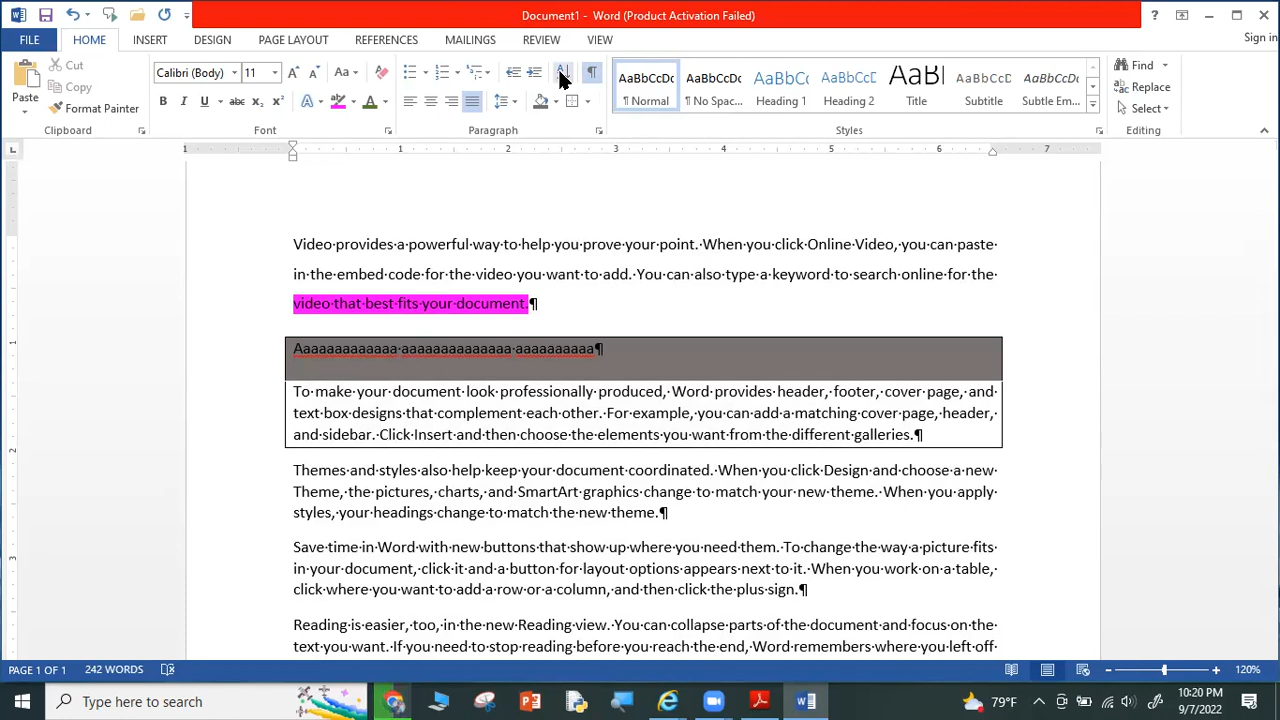 Document1 - Word (Product Activation Failed)
FILE HOME INSERT DESIGN PAGE LAYOUT REFERENCES MAILINGS REVIEW VIEW Sign in
Paste Cut Copy Format Painter
Calibri (Body) 11
AaBbCcDc AaBbCcDc AaBbCc AaBbCcC AaBl AaBbCcD AaBbCcDc
¶ Normal ¶ No Spac... Heading 1 Heading 2 Title Subtitle Subtle Em...
Find
Replace
Select
Clipboard Font Paragraph Styles Editing
1 1 2 3 4 5 6 7
Video provides a powerful way to help you prove your point. When you click Online Video, you can paste
in the embed code for the video you want to add. You can also type a keyword to search online for the
video that best fits your document.¶
Aaaaaaaaaaaaa aaaaaaaaaaaaaa aaaaaaaaaa¶
To make your document look professionally produced, Word provides header, footer, cover page, and
text box designs that complement each other. For example, you can add a matching cover page, header,
and sidebar. Click Insert and then choose the elements you want from the different galleries.¶
Themes and styles also help keep your document coordinated. When you click Design and choose a new
Theme, the pictures, charts, and SmartArt graphics change to match your new theme. When you apply
styles, your headings change to match the new theme.¶
Save time in Word with new buttons that show up where you need them. To change the way a picture fits
in your document, click it and a button for layout options appears next to it. When you work on a table,
click where you want to add a row or a column, and then click the plus sign.¶
Reading is easier, too, in the new Reading view. You can collapse parts of the document and focus on the
text you want. If you need to stop reading before you reach the end, Word remembers where you left off
PAGE 1 OF 1 242 WORDS 120%
Type here to search 79°F 10:20 PM
9/7/2022